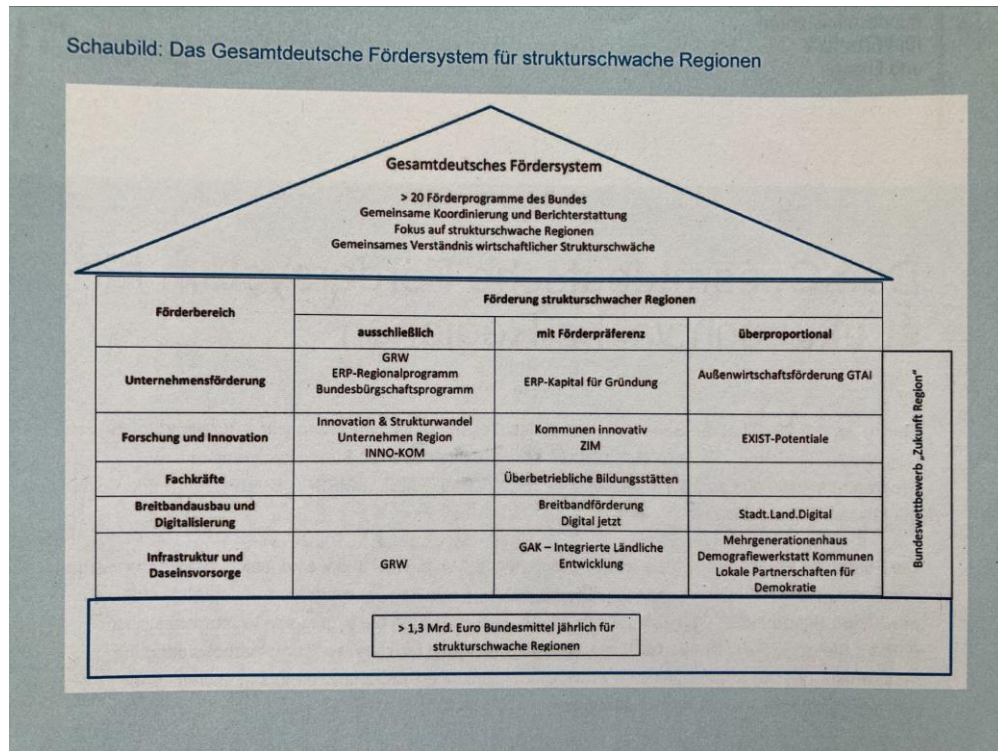 Schaubild: Das Gesamtdeutsche Fördersystem für strukturschwache Regionen
Gesamtdeutsches Fördersystem
> 20 Förderprogramme des Bundes
Gemeinsame Koordinierung und Berichterstattung
Fokus auf strukturschwache Regionen
Gemeinsames Verständnis wirtschaftlicher Strukturschwäche
Förderbereich
Förderung strukturschwacher Regionen
ausschließlich
mit Förderpräferenz
überproportional
Unternehmensförderung
GRW
ERP-Regionalprogramm
Bundesbürgschaftsprogramm
ERP-Kapital für Gründung
Außenwirtschaftsförderung GTAI
Forschung und Innovation
Innovation & Strukturwandel
Unternehmen Region
INNO-KOM
Kommunen innovativ
ZIM
EXIST-Potentiale
Fachkräfte
Überbetriebliche Bildungsstätten
Breitbandausbau und
Digitalisierung
Breitbandförderung
Digital jetzt
Stadt.Land.Digital
Infrastruktur und
Daseinsvorsorge
GRW
GAK – Integrierte Ländliche
Entwicklung
Mehrgenerationenhaus
Demografiewerkstatt Kommunen
Lokale Partnerschaften für
Demokratie
Bundeswettbewerb „Zukunft Region"
> 1,3 Mrd. Euro Bundesmittel jährlich für
strukturschwache Regionen